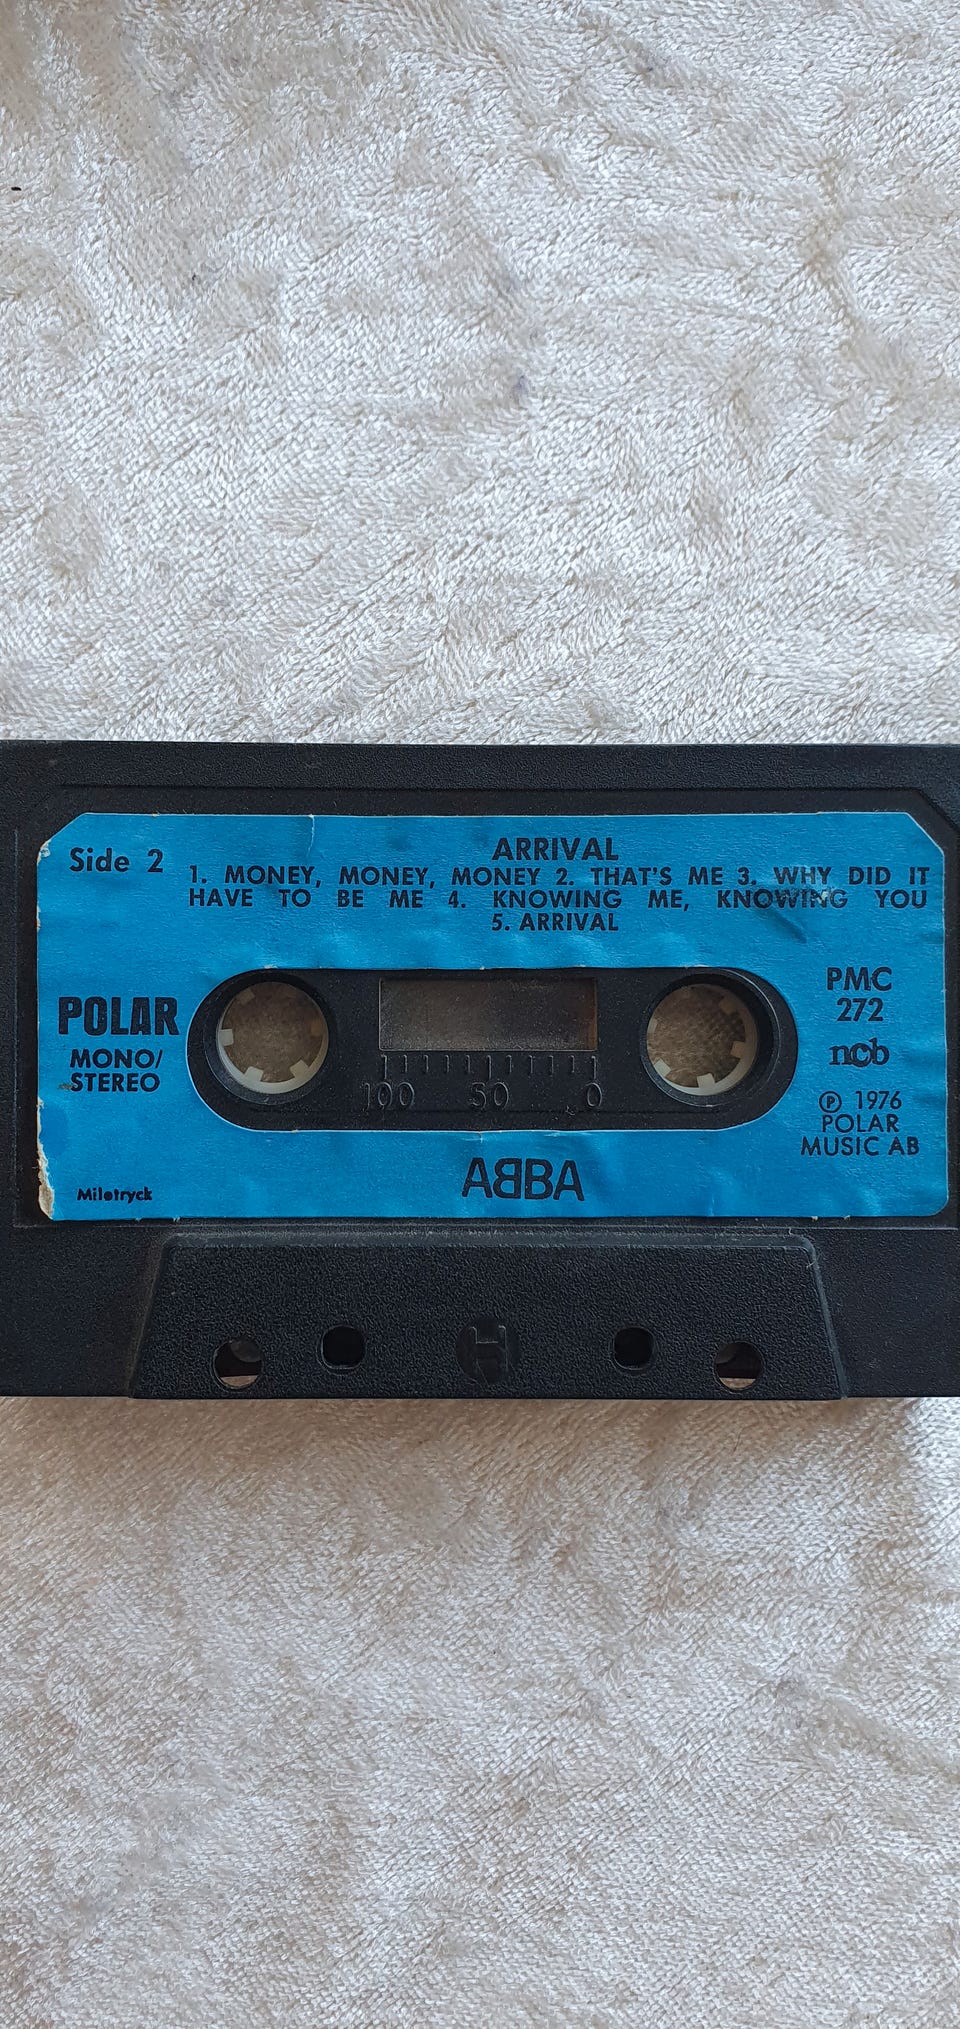 Side 2
ARRIVAL
1. MONEY, MONEY, MONEY 2. THAT'S ME 3. WHY DID IT
HAVE TO BE ME 4. KNOWING ME, KNOWING YOU
5. ARRIVAL
POLAR
MONO/
STEREO
PMC
272
ncb
℗ 1976
POLAR
MUSIC AB
100 50 0
AᗺBA
Milotryck